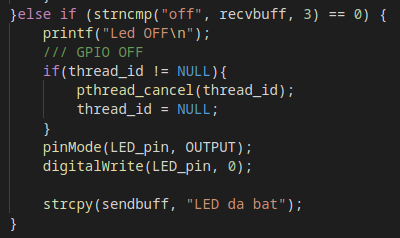 }else if (strncmp("off", recvbuff, 3) == 0) {
printf("Led OFF\n");
/// GPIO OFF
if(thread_id != NULL){
pthread_cancel(thread_id);
thread_id = NULL;
}
pinMode(LED_pin, OUTPUT);
digitalWrite(LED_pin, 0);
strcpy(sendbuff, "LED da bat");
}